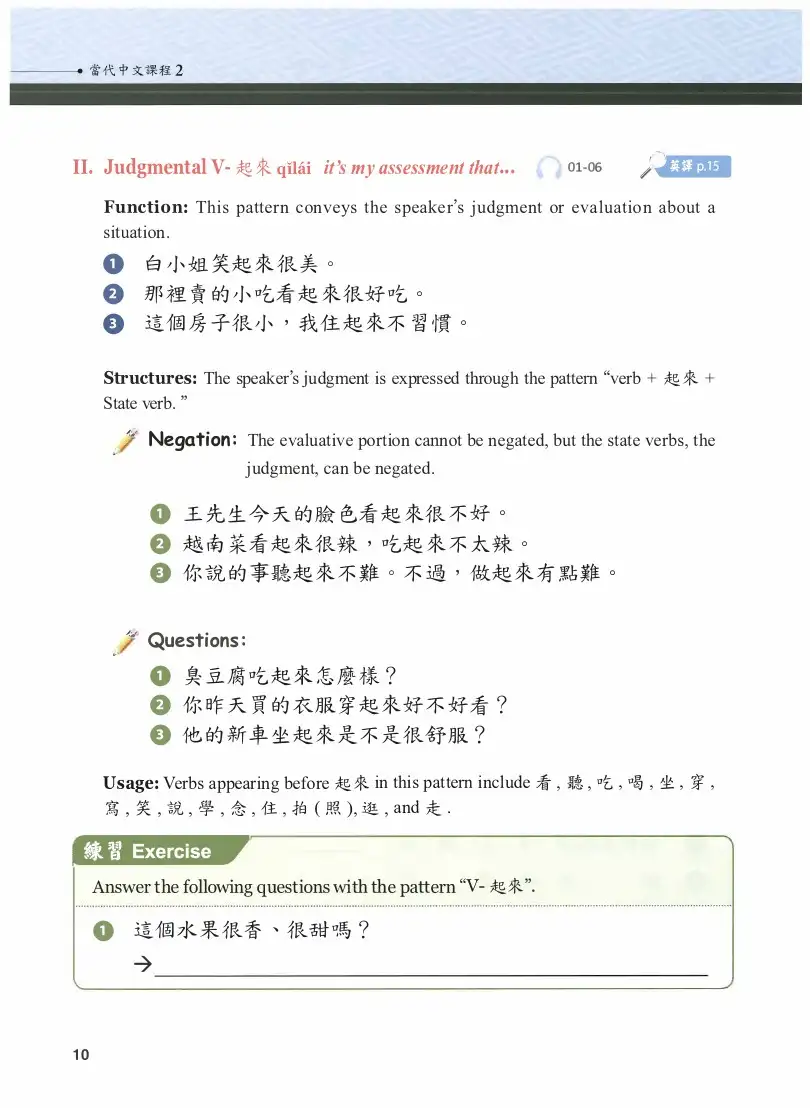 當代中文課程 2
II. Judgmental V- 起來 qǐlái it's my assessment that... 01-06 英譯 p.15
Function: This pattern conveys the speaker's judgment or evaluation about a
situation.
1 白小姐笑起來很美。
2 那裡賣的小吃看起來很好吃。
3 這個房子很小，我住起來不習慣。
Structures: The speaker's judgment is expressed through the pattern “verb + 起來 +
State verb. ”
Negation: The evaluative portion cannot be negated, but the state verbs, the
judgment, can be negated.
1 王先生今天的臉色看起來很不好。
2 越南菜看起來很辣，吃起來不太辣。
3 你說的事聽起來不難。不過，做起來有點難。
Questions:
1 臭豆腐吃起來怎麼樣？
2 你昨天買的衣服穿起來好不好看？
3 他的新車坐起來是不是很舒服？
Usage: Verbs appearing before 起來 in this pattern include 看 , 聽 , 吃 , 喝 , 坐 , 穿 ,
寫 , 笑 , 說 , 學 , 念 , 住 , 拍 ( 照 ), 逛 , and 走 .
練習 Exercise
Answer the following questions with the pattern “V- 起來”.
1 這個水果很香、很甜嗎？
→
10